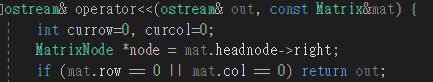 ostream& operator<<(ostream& out, const Matrix&mat) {
int currow=0, curcol=0;
MatrixNode *node = mat.headnode->right;
if (mat.row == 0 || mat.col == 0) return out;